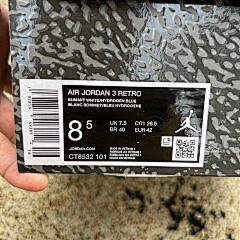 AIR JORDAN 3 RETRO
SUMMIT WHITE/HYDROGEN BLUE
BLANC SOMMET/BLEU HYDROGÈNE
8 5
UK 7.5 cm 26.5
BR 40 EUR 42
JORDAN.COM
CT8532 101